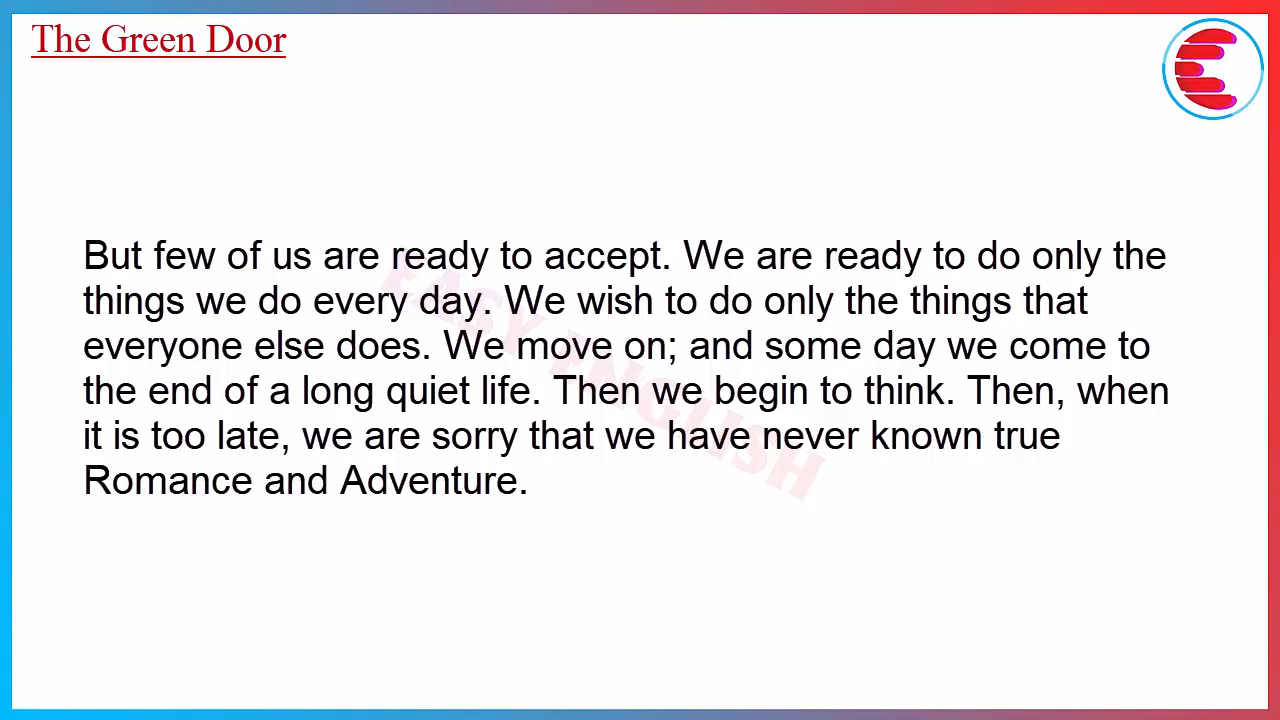 The Green Door
But few of us are ready to accept. We are ready to do only the
things we do every day. We wish to do only the things that
everyone else does. We move on; and some day we come to
the end of a long quiet life. Then we begin to think. Then, when
it is too late, we are sorry that we have never known true
Romance and Adventure.
EASY ENGLISH